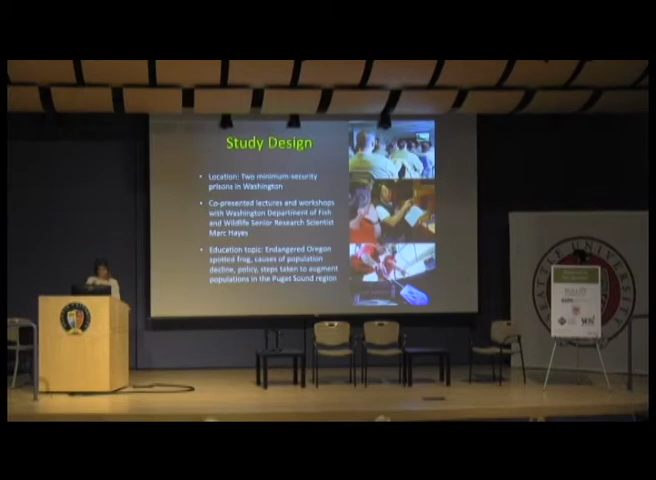 Study Design
• Location: Two minimum-security
prisons in Washington
• Co-presented lectures and workshops
with Washington Department of Fish
and Wildlife Senior Research Scientist
Marc Hayes
• Education topic: Endangered Oregon
spotted frog, causes of population
decline, policy, steps taken to augment
populations in the Puget Sound region
SEATTLE UNIVERSITY